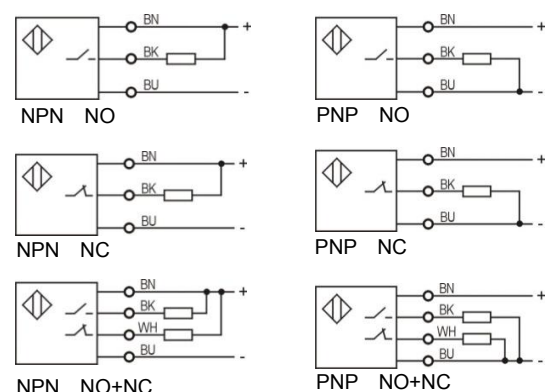 BN
+
BK
BU
-
NPN NO
BN
+
BK
BU
-
PNP NO
BN
+
BK
BU
-
NPN NC
BN
+
BK
BU
-
PNP NC
BN
+
BK
WH
BU
-
NPN NO+NC
BN
+
BK
WH
BU
-
PNP NO+NC